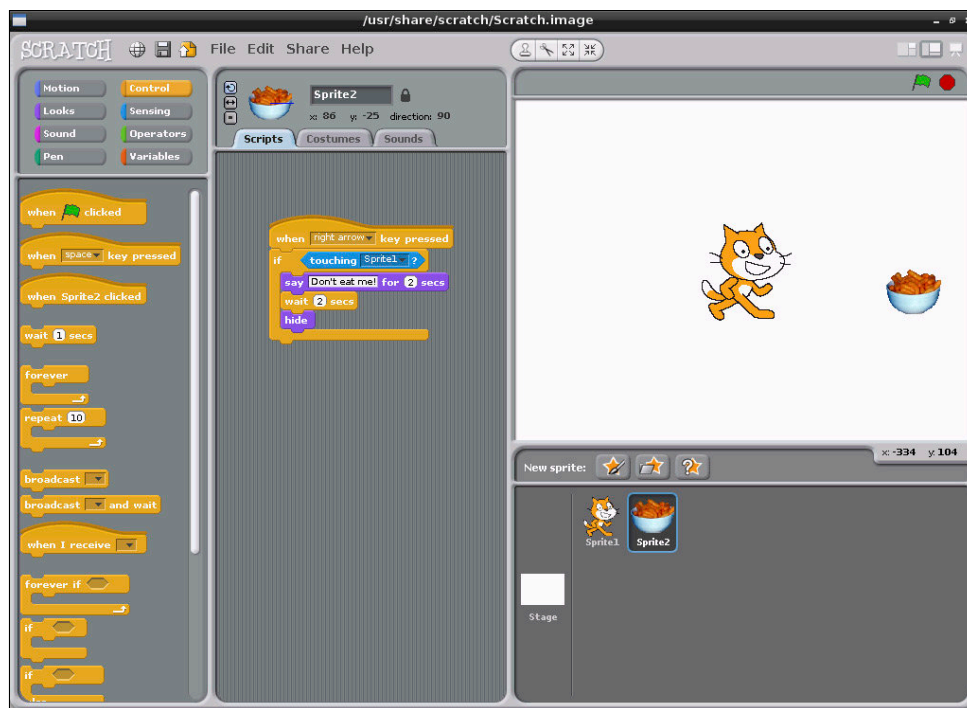 /usr/share/scratch/Scratch.image
SCRATCH File Edit Share Help
Motion Control
Looks Sensing
Sound Operators
Pen Variables
when clicked
when space key pressed
when Sprite2 clicked
wait 1 secs
forever
repeat 10
broadcast
broadcast and wait
when I receive
forever if
if
if
Sprite2
x: 86 y: -25 direction: 90
Scripts Costumes Sounds
when right arrow key pressed
if touching Sprite1 ?
say Don't eat me! for 2 secs
wait 2 secs
hide
x: -334 y: 104
New sprite:
Sprite1 Sprite2
Stage